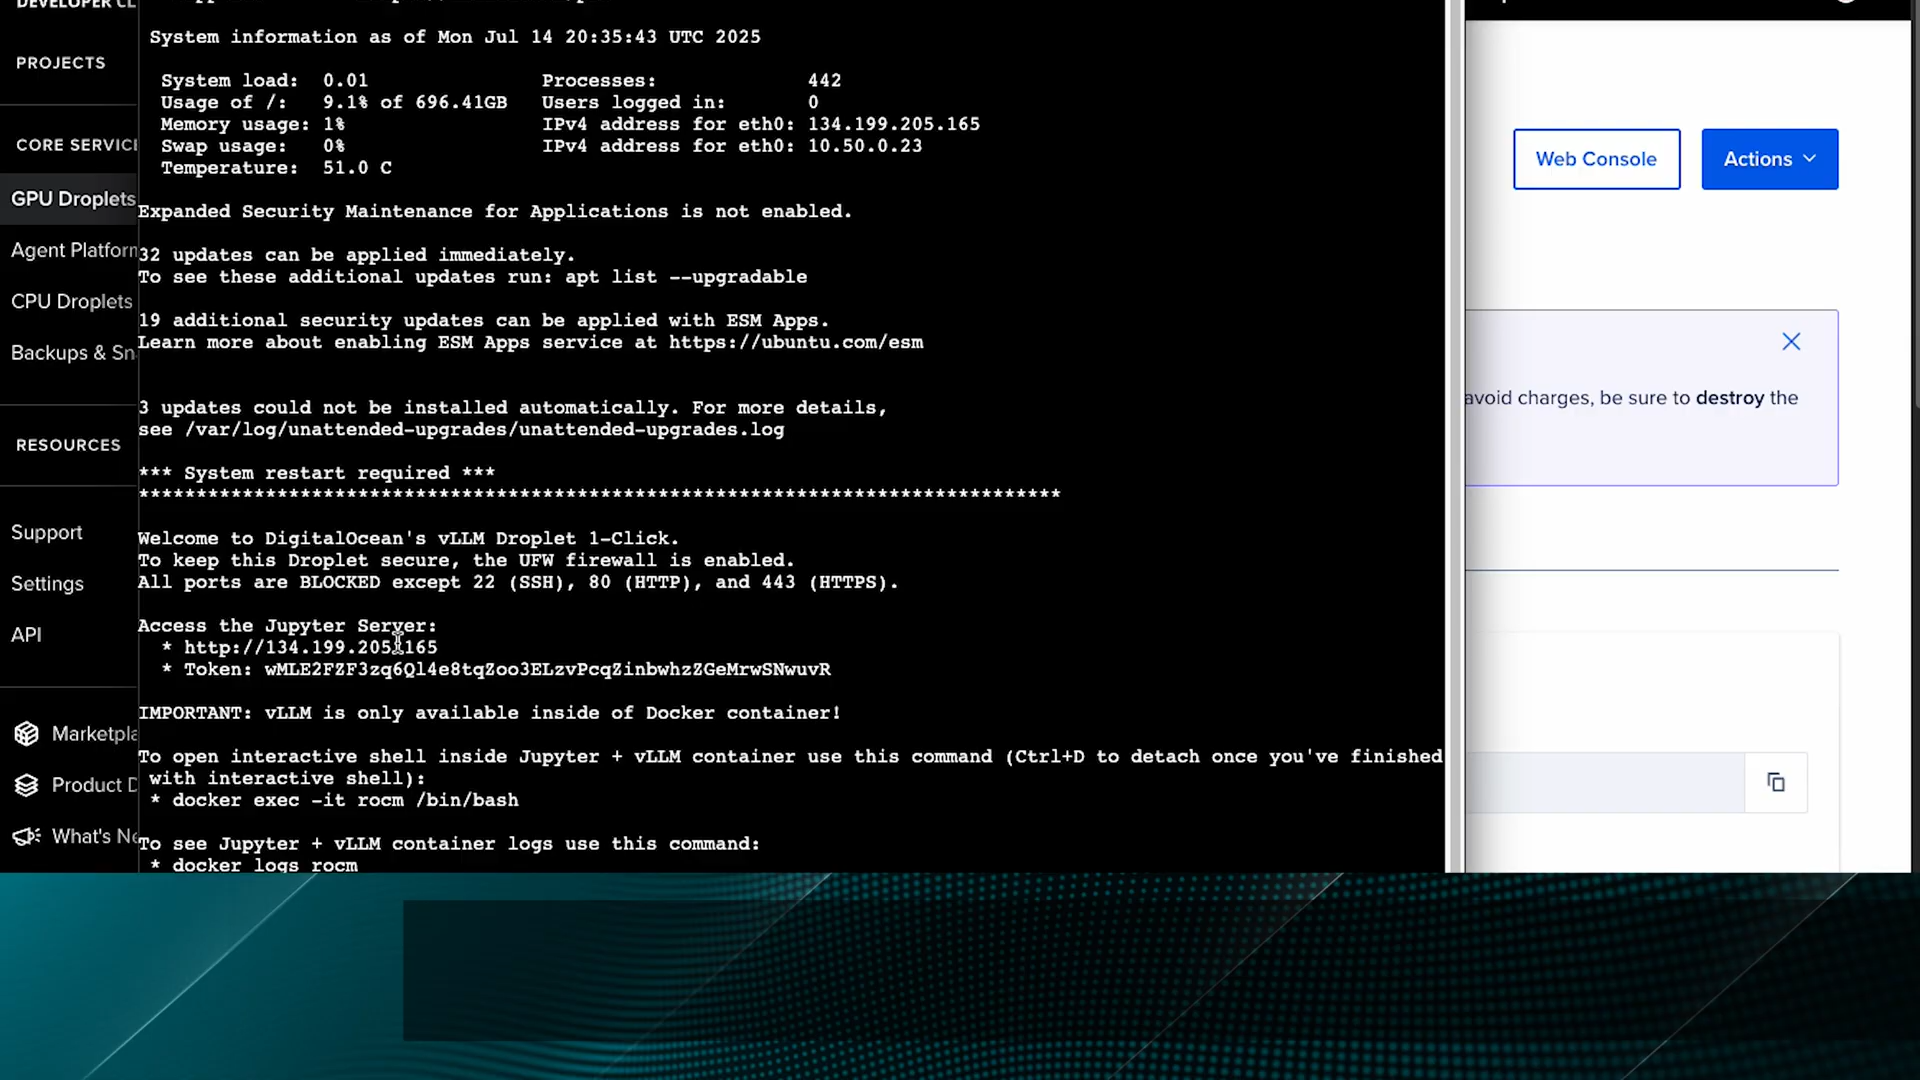 DEVELOPER CL
PROJECTS
CORE SERVIC
GPU Droplets
Agent Platforn
CPU Droplets
Backups & Sn
RESOURCES
Support
Settings
API
Marketpla
Product D
What's Ne
System information as of Mon Jul 14 20:35:43 UTC 2025
System load: 0.01 Processes: 442
Usage of /: 9.1% of 696.41GB Users logged in: 0
Memory usage: 1% IPv4 address for eth0: 134.199.205.165
Swap usage: 0% IPv4 address for eth0: 10.50.0.23
Temperature: 51.0 C
Expanded Security Maintenance for Applications is not enabled.
32 updates can be applied immediately.
To see these additional updates run: apt list --upgradable
19 additional security updates can be applied with ESM Apps.
Learn more about enabling ESM Apps service at https://ubuntu.com/esm
3 updates could not be installed automatically. For more details,
see /var/log/unattended-upgrades/unattended-upgrades.log
*** System restart required ***
********************************************************************************
Welcome to DigitalOcean's vLLM Droplet 1-Click.
To keep this Droplet secure, the UFW firewall is enabled.
All ports are BLOCKED except 22 (SSH), 80 (HTTP), and 443 (HTTPS).
Access the Jupyter Server:
* http://134.199.205.165
* Token: wMLE2FZF3zq6Ql4e8tqZoo3ELzvPcqZinbwhzZGeMrwSNwuvR
IMPORTANT: vLLM is only available inside of Docker container!
To open interactive shell inside Jupyter + vLLM container use this command (Ctrl+D to detach once you've finished
with interactive shell):
* docker exec -it rocm /bin/bash
To see Jupyter + vLLM container logs use this command:
* docker logs rocm
Web Console
Actions
avoid charges, be sure to destroy the